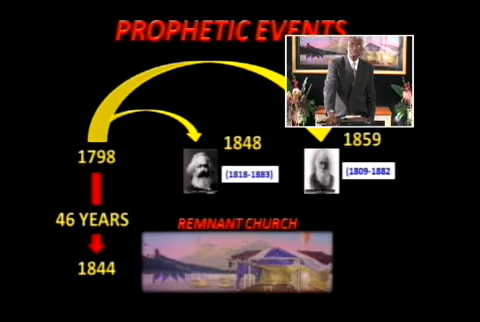 PROPHETIC EVENTS
1798
1848
1859
(1818-1883)
(1809-1882
46 YEARS
REMNANT CHURCH
1844